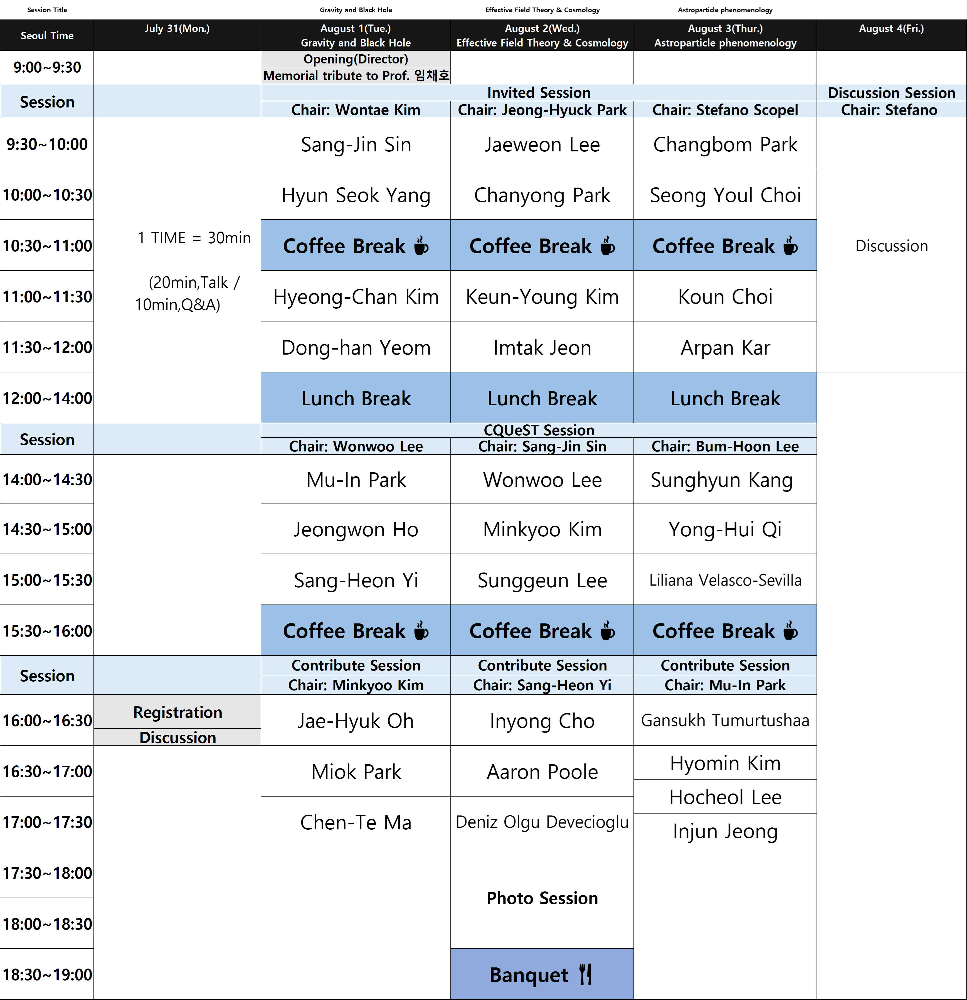 Session Title
Gravity and Black Hole
Effective Field Theory & Cosmology
Astroparticle phenomenology
Seoul Time
July 31(Mon.)
August 1(Tue.)
Gravity and Black Hole
August 2(Wed.)
Effective Field Theory & Cosmology
August 3(Thur.)
Astroparticle phenomenology
August 4(Fri.)
9:00~9:30
Opening(Director)
Memorial tribute to Prof. 임채호
Session
Invited Session
Discussion Session
Chair: Wontae Kim
Chair: Jeong-Hyuck Park
Chair: Stefano Scopel
Chair: Stefano
9:30~10:00
Sang-Jin Sin
Jaeweon Lee
Changbom Park
10:00~10:30
Hyun Seok Yang
Chanyong Park
Seong Youl Choi
1 TIME = 30min
(20min,Talk /
10min,Q&A)
10:30~11:00
Coffee Break
Coffee Break
Coffee Break
Discussion
11:00~11:30
Hyeong-Chan Kim
Keun-Young Kim
Koun Choi
11:30~12:00
Dong-han Yeom
Imtak Jeon
Arpan Kar
12:00~14:00
Lunch Break
Lunch Break
Lunch Break
Session
CQUeST Session
Chair: Wonwoo Lee
Chair: Sang-Jin Sin
Chair: Bum-Hoon Lee
14:00~14:30
Mu-In Park
Wonwoo Lee
Sunghyun Kang
14:30~15:00
Jeongwon Ho
Minkyoo Kim
Yong-Hui Qi
15:00~15:30
Sang-Heon Yi
Sunggeun Lee
Liliana Velasco-Sevilla
15:30~16:00
Coffee Break
Coffee Break
Coffee Break
Session
Contribute Session
Contribute Session
Contribute Session
Chair: Minkyoo Kim
Chair: Sang-Heon Yi
Chair: Mu-In Park
16:00~16:30
Registration
Discussion
Jae-Hyuk Oh
Inyong Cho
Gansukh Tumurtushaa
16:30~17:00
Miok Park
Aaron Poole
Hyomin Kim
Hocheol Lee
17:00~17:30
Chen-Te Ma
Deniz Olgu Devecioglu
Injun Jeong
17:30~18:00
Photo Session
18:00~18:30
18:30~19:00
Banquet